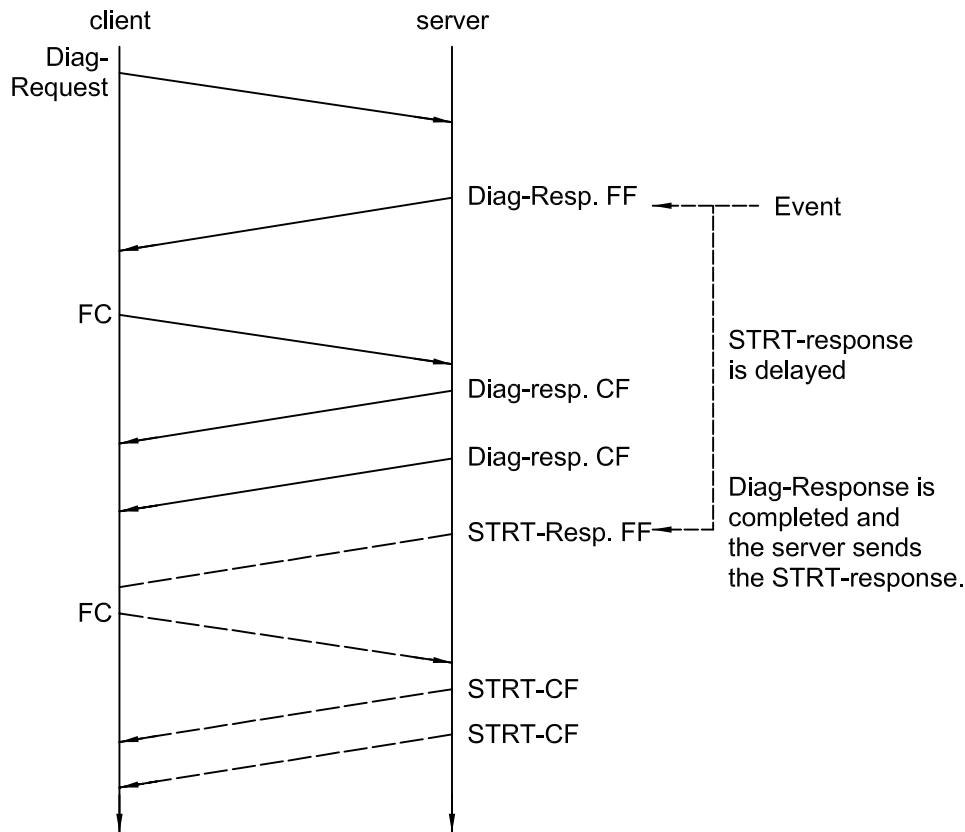 client
server
Diag-
Request
Diag-Resp. FF
Event
FC
STRT-response
is delayed
Diag-resp. CF
Diag-resp. CF
Diag-Response is
completed and
the server sends
the STRT-response.
STRT-Resp. FF
FC
STRT-CF
STRT-CF